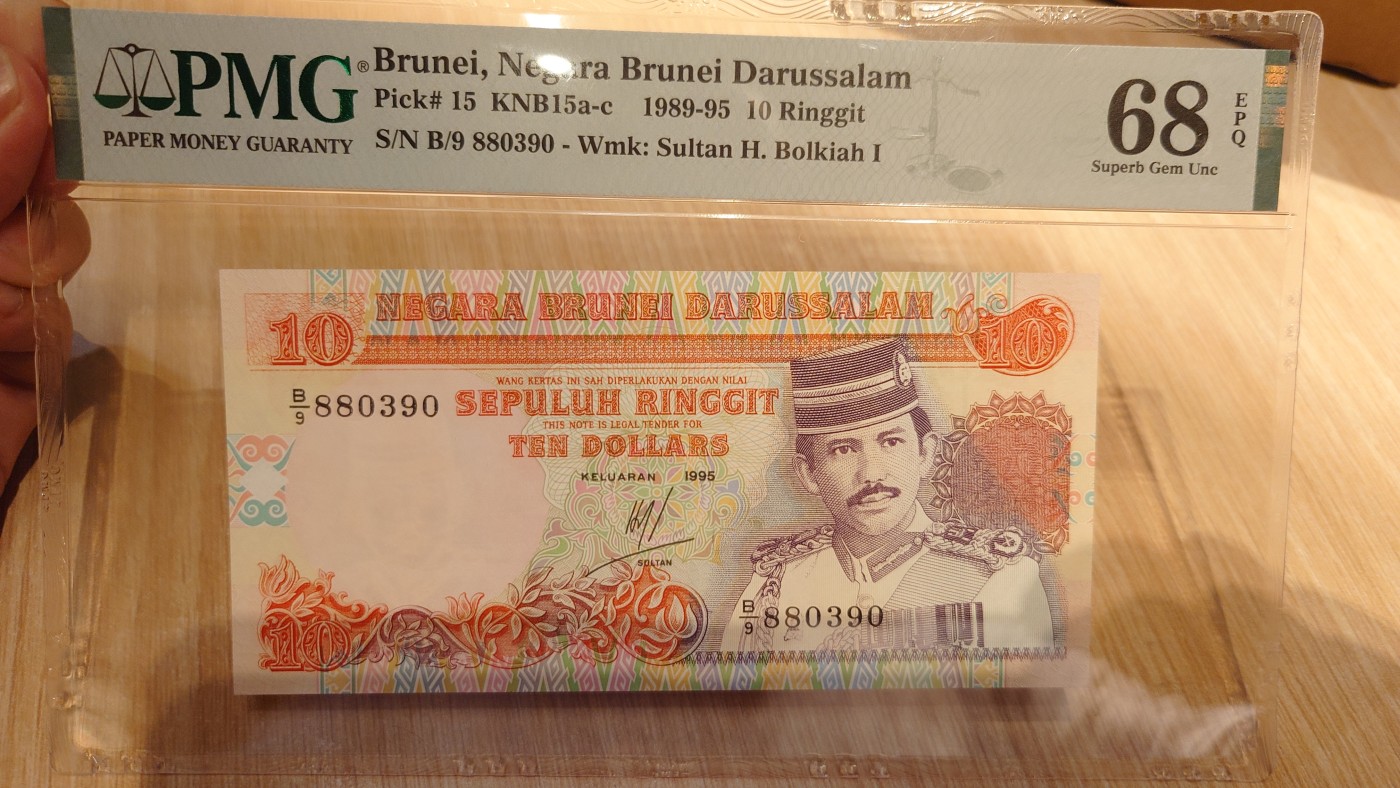 PMG®
PAPER MONEY GUARANTY
Brunei, Negara Brunei Darussalam
Pick# 15 KNB15a-c 1989-95 10 Ringgit
S/N B/9 880390 - Wmk: Sultan H. Bolkiah I
68 EPQ
Superb Gem Unc
10 NEGARA BRUNEI DARUSSALAM 10
WANG KERTAS INI SAH DIPERLAKUKAN DENGAN NILAI
B/9 880390 SEPULUH RINGGIT
THIS NOTE IS LEGAL TENDER FOR
TEN DOLLARS
KELUARAN 1995
SULTAN
B/9 880390
10